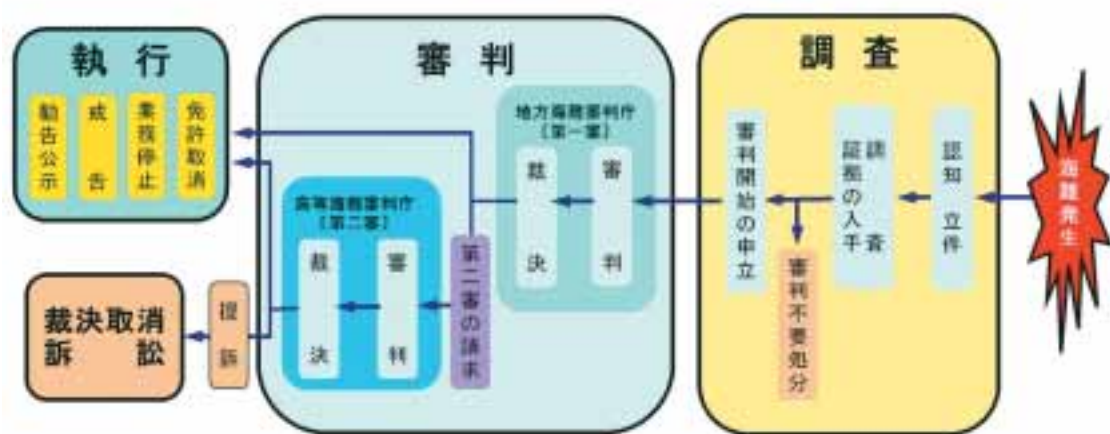 海難発生
調査
認知 立件
調査
証拠の入手
審判不要処分
審判開始の申立
審判
地方海難審判庁
(第一審)
審判
裁決
第二審の請求
高等海難審判庁
(第二審)
審判
裁決
執行
免許取消
業務停止
戒告
勧告公示
提訴
裁決取消
訴訟